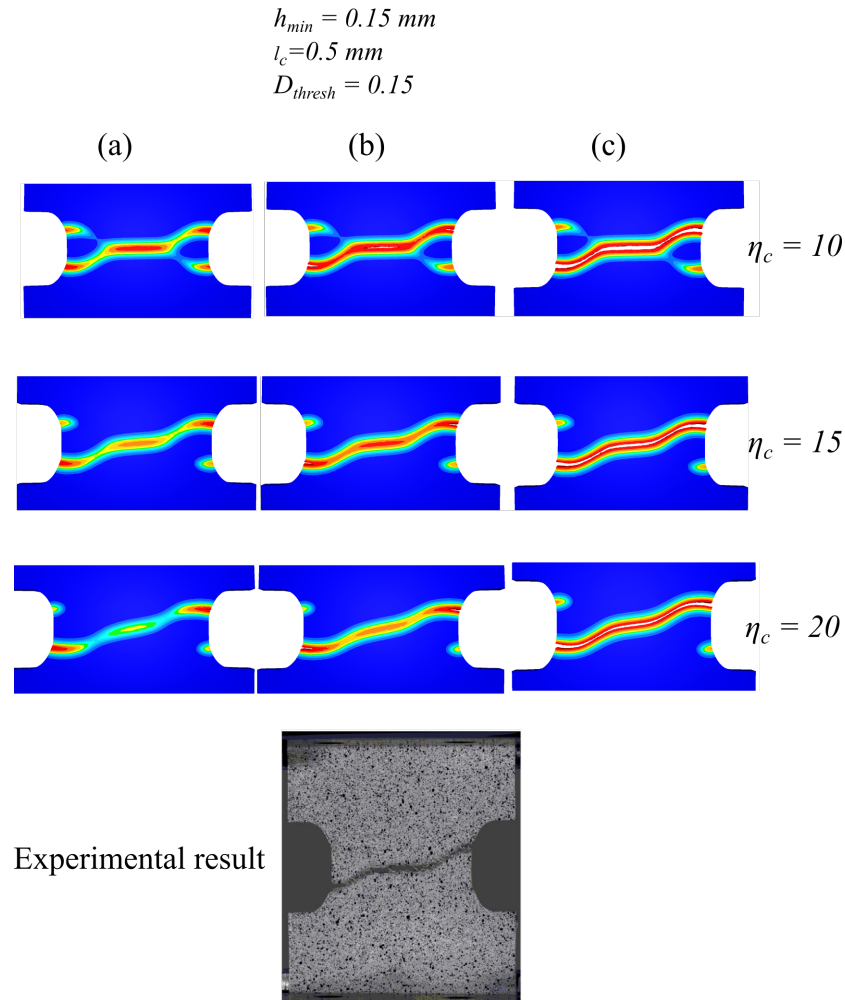 h_min = 0.15 mm
l_c=0.5 mm
D_thresh = 0.15
(a) (b) (c)
η_c = 10
η_c = 15
η_c = 20
Experimental result